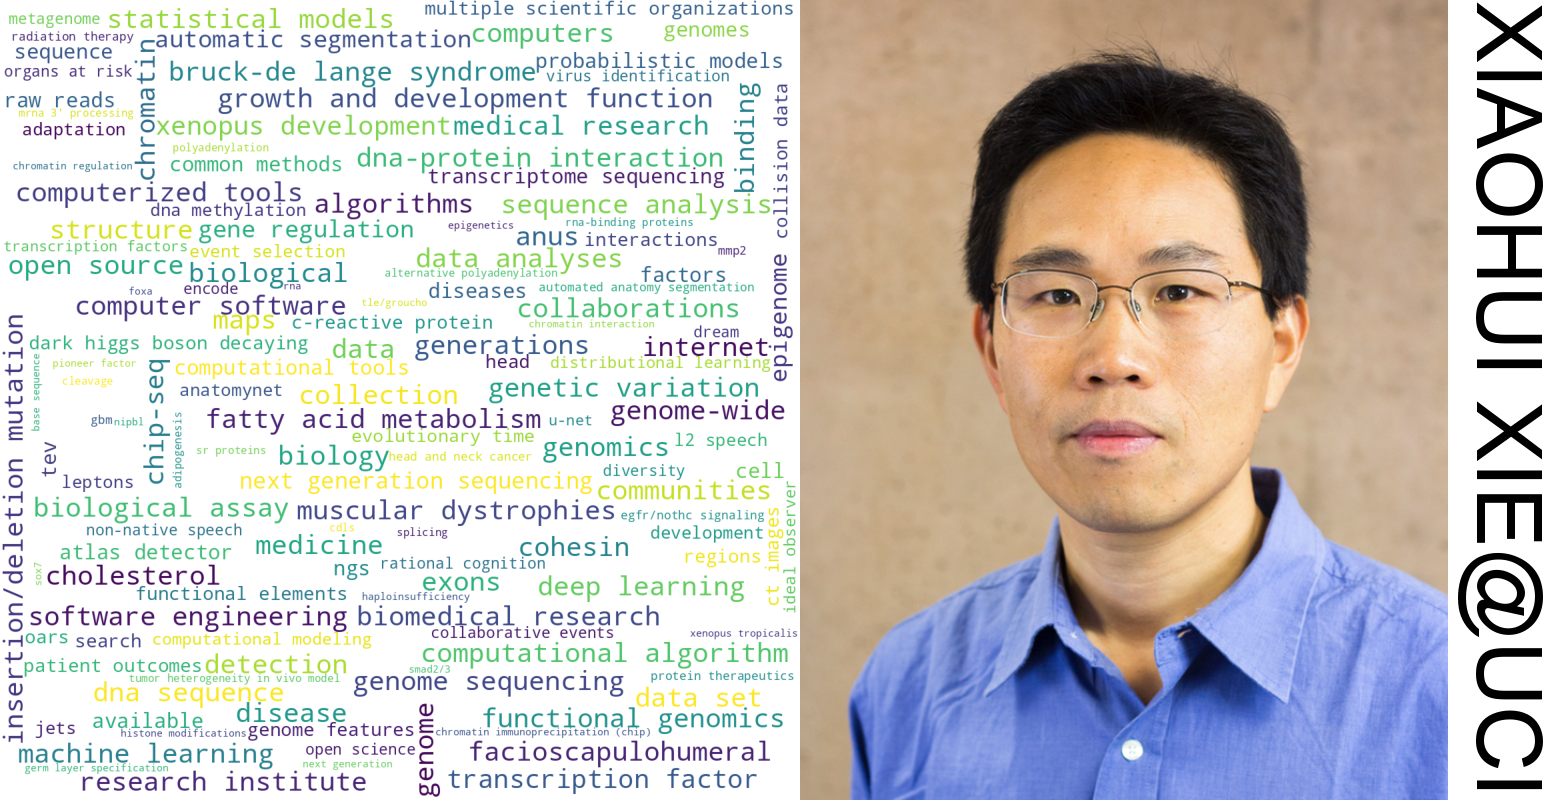 metagenome
statistical models
multiple scientific organizations
radiation therapy
automatic segmentation
computers
genomes
sequence
organs at risk
chromatin
bruck-de lange syndrome
probabilistic models
virus identification
raw reads
growth and development function
mrna 3' processing
adaptation
xenopus development
medical research
binding
epigenome collision data
polyadenylation
chromatin regulation
common methods
dna-protein interaction
transcriptome sequencing
computerized tools
dna methylation
algorithms
sequence analysis
structure
gene regulation
epigenetics
rna-binding proteins
anus
interactions
mmp2
transcription factors
event selection
open source
biological
data analyses
alternative polyadenylation
factors
foxa
encode
rna
diseases
automated anatomy segmentation
computer software
tle/groucho
collaborations
maps
c-reactive protein
chromatin interaction
dream
insertion/deletion mutation
dark higgs boson decaying
data
generations
internet
base sequence
pioneer factor
chip-seq
computational tools
head
distributional learning
cleavage
anatomynet
collection
genetic variation
gbm
nipbl
adipogenesis
fatty acid metabolism
u-net
genome-wide
evolutionary time
tev
sr proteins
biology
head and neck cancer
genomics
l2 speech
leptons
next generation sequencing
diversity
cell
communities
biological assay
muscular dystrophies
egfr/nothc signaling
ct images
ideal observer
non-native speech
cdls
splicing
development
atlas detector
medicine
cohesin
regions
sox7
cholesterol
ngs
rational cognition
exons
deep learning
functional elements
haploinsufficiency
software engineering
biomedical research
oars
search
computational modeling
collaborative events
xenopus tropicalis
patient outcomes
detection
computational algorithm
smad2/3
tumor heterogeneity in vivo model
genome sequencing
protein therapeutics
dna sequence
data set
jets
available
disease
genome
functional genomics
histone modifications
genome features
chromatin immunoprecipitation (chip)
machine learning
open science
facioscapulohumeral
germ layer specification
next generation
research institute
transcription factor
XIAOHUI XIE@UCI